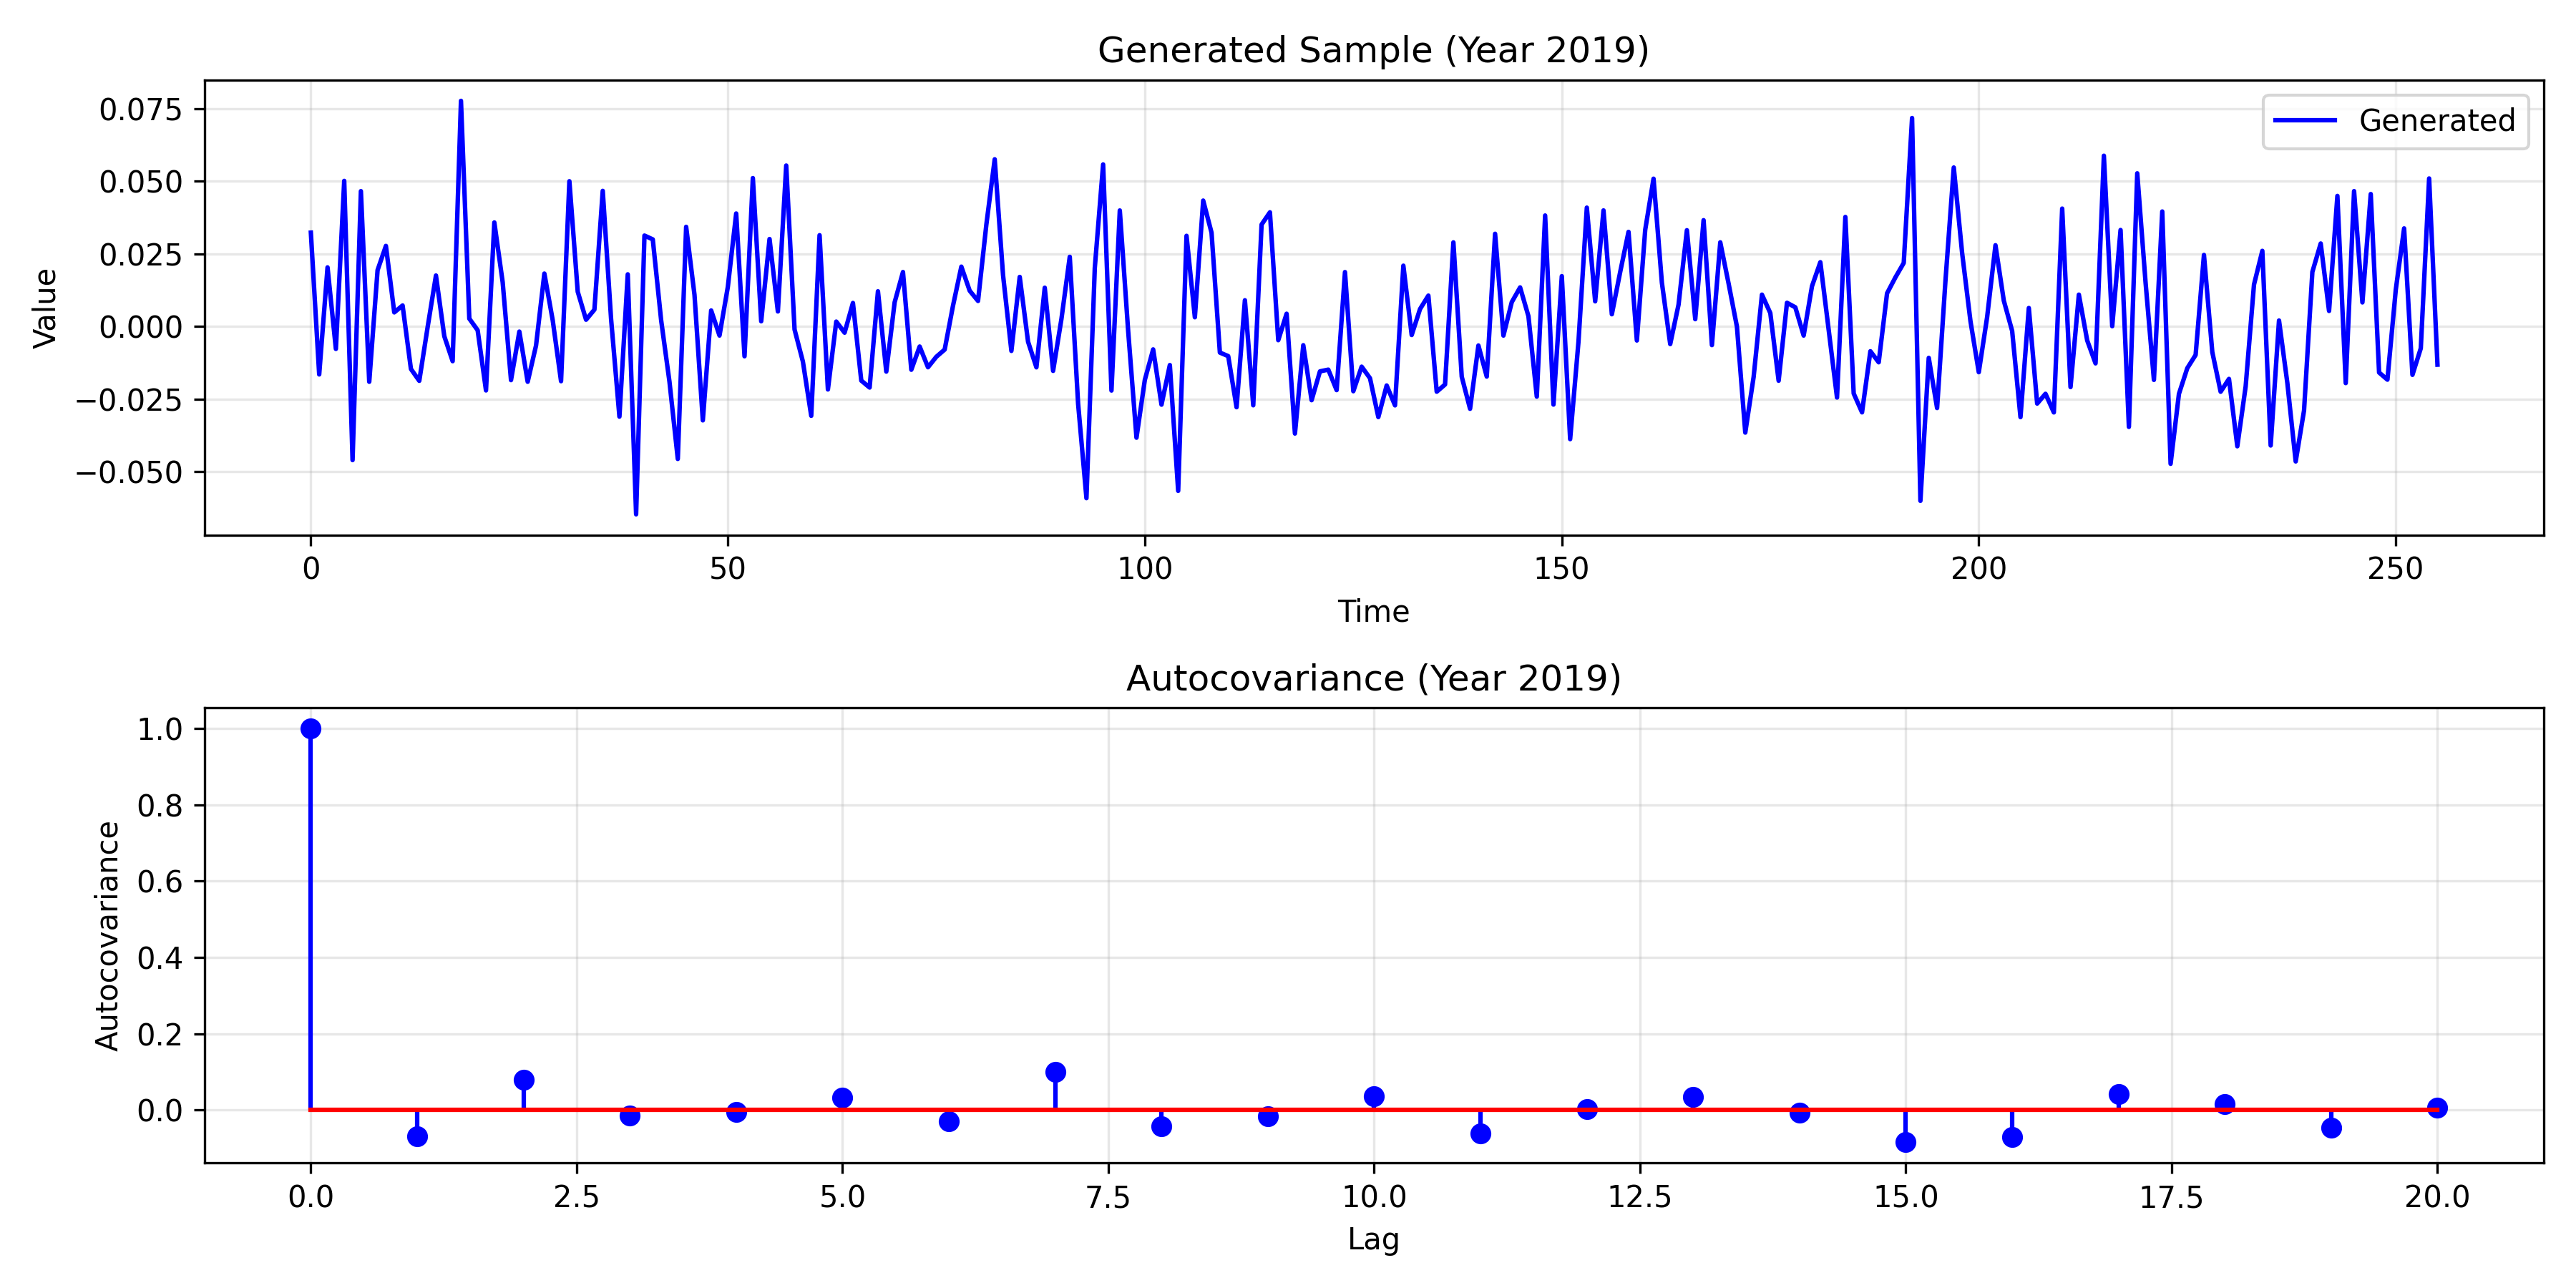 Generated Sample (Year 2019)
0.075
0.050
0.025
0.000
−0.025
−0.050
Value
Generated
0 50 100 150 200 250
Time
Autocovariance (Year 2019)
1.0
0.8
0.6
0.4
0.2
0.0
Autocovariance
0.0 2.5 5.0 7.5 10.0 12.5 15.0 17.5 20.0
Lag